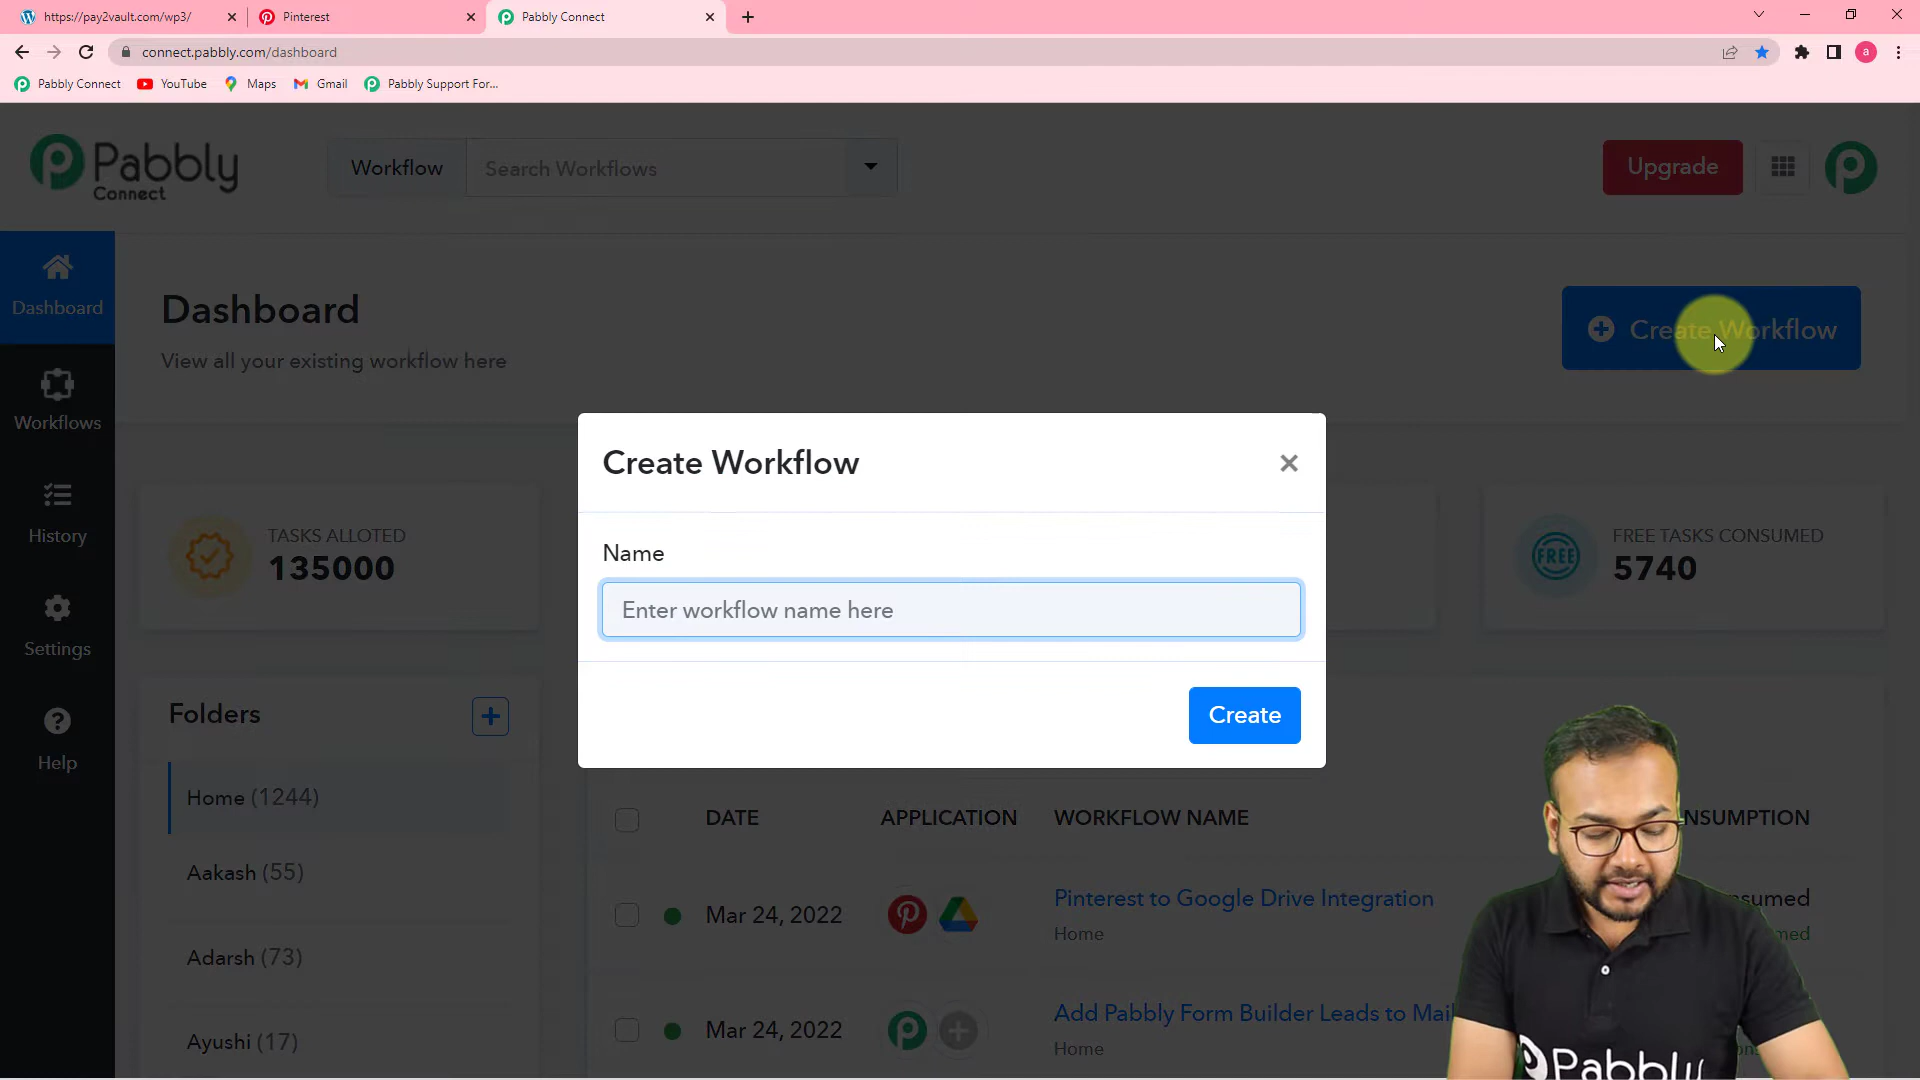 https://pay2vault.com/wp3/
Pinterest
Pabbly Connect
connect.pabbly.com/dashboard
a
Pabbly Connect
YouTube
Maps
Gmail
Pabbly Support For...
Pabbly
Connect
Workflow
Search Workflows
Upgrade
Dashboard
Workflows
History
Settings
Help
Dashboard
View all your existing workflow here
Create Workflow
TASKS ALLOTED
135000
FREE
FREE TASKS CONSUMED
5740
Create Workflow
Name
Enter workflow name here
Create
Folders
Home (1244)
Aakash (55)
Adarsh (73)
Ayushi (17)
DATE
APPLICATION
WORKFLOW NAME
NSUMPTION
Mar 24, 2022
Pinterest to Google Drive Integration
Home
sumed
med
Mar 24, 2022
Add Pabbly Form Builder Leads to Mail
Home
Pabbly